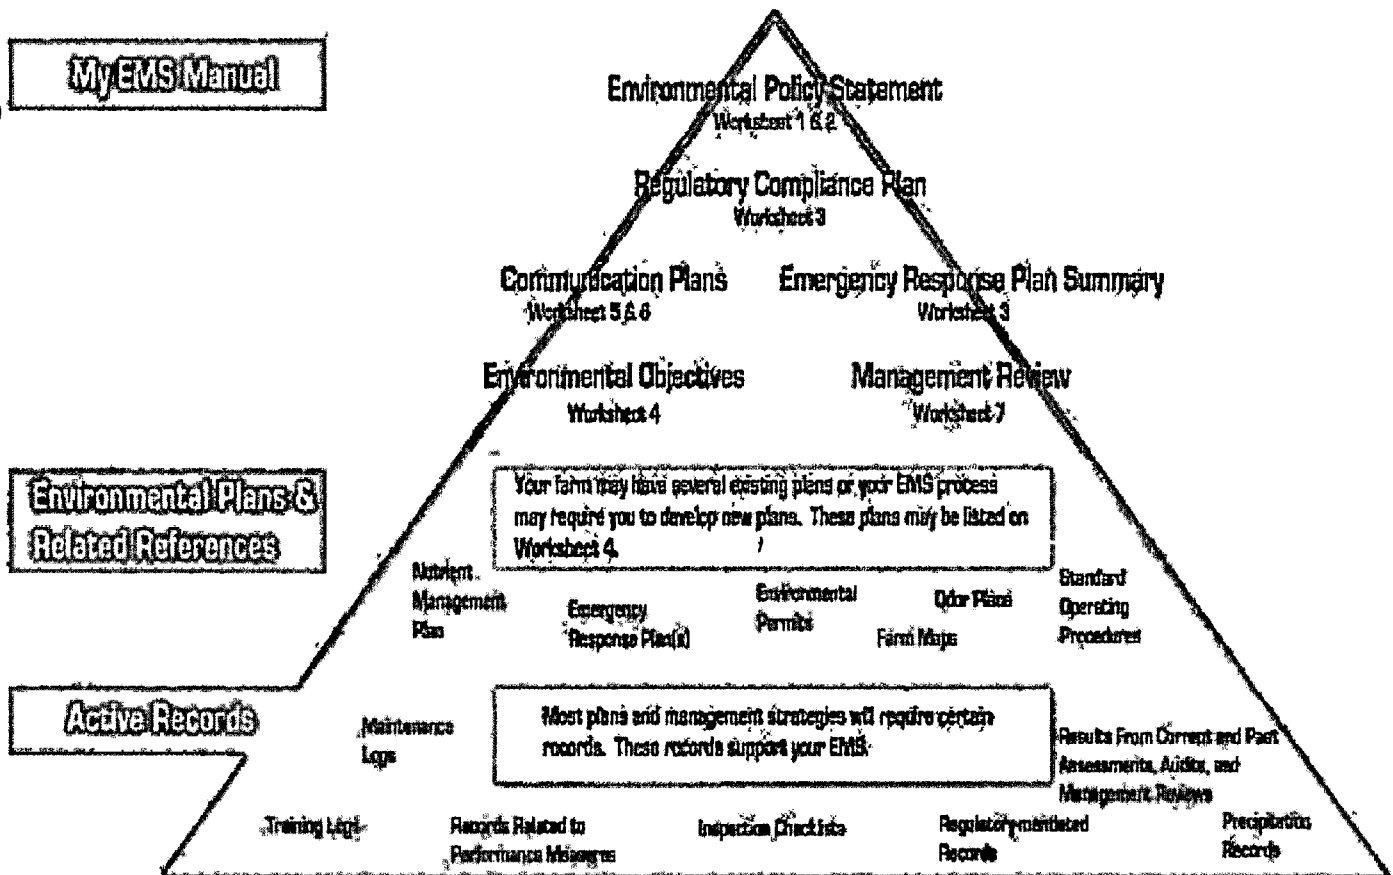 My EMS Manual
Environmental Policy Statement
Worksheet 1 & 2
Regulatory Compliance Plan
Worksheet 3
Communication Plans
Worksheet 5 & 6
Emergency Response Plan Summary
Worksheet 3
Environmental Objectives
Worksheet 4
Management Review
Worksheet 7
Environmental Plans &
Related References
Your farm may have several existing plans or your EMS process
may require you to develop new plans. These plans may be listed on
Worksheet 4.
Nutrient
Management
Plan
Emergency
Response Plan(s)
Environmental
Permits
Odor Plans
Farm Maps
Standard
Operating
Procedures
Active Records
Maintenance
Logs
Most plans and management strategies will require certain
records. These records support your EMS.
Results From Current and Past
Assessments, Audits, and
Management Reviews
Training Logs
Records Related to
Performance Measures
Inspection Checklists
Regulatory-mandated
Records
Precipitation
Records